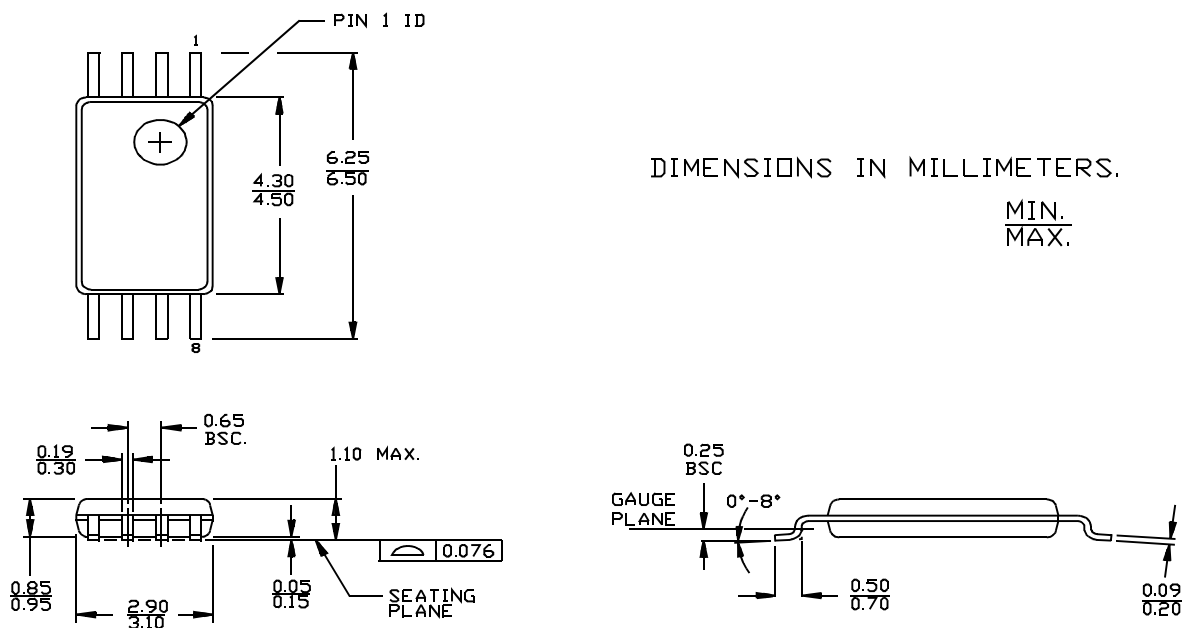 PIN 1 ID
1
6.25
6.50
4.30
4.50
8
DIMENSIONS IN MILLIMETERS.
MIN.
MAX.
0.65
BSC.
0.19
0.30
1.10 MAX.
0.076
0.85
0.95
2.90
3.10
0.05
0.15
SEATING
PLANE
0.25
BSC
GAUGE
PLANE
0°-8°
0.50
0.70
0.09
0.20